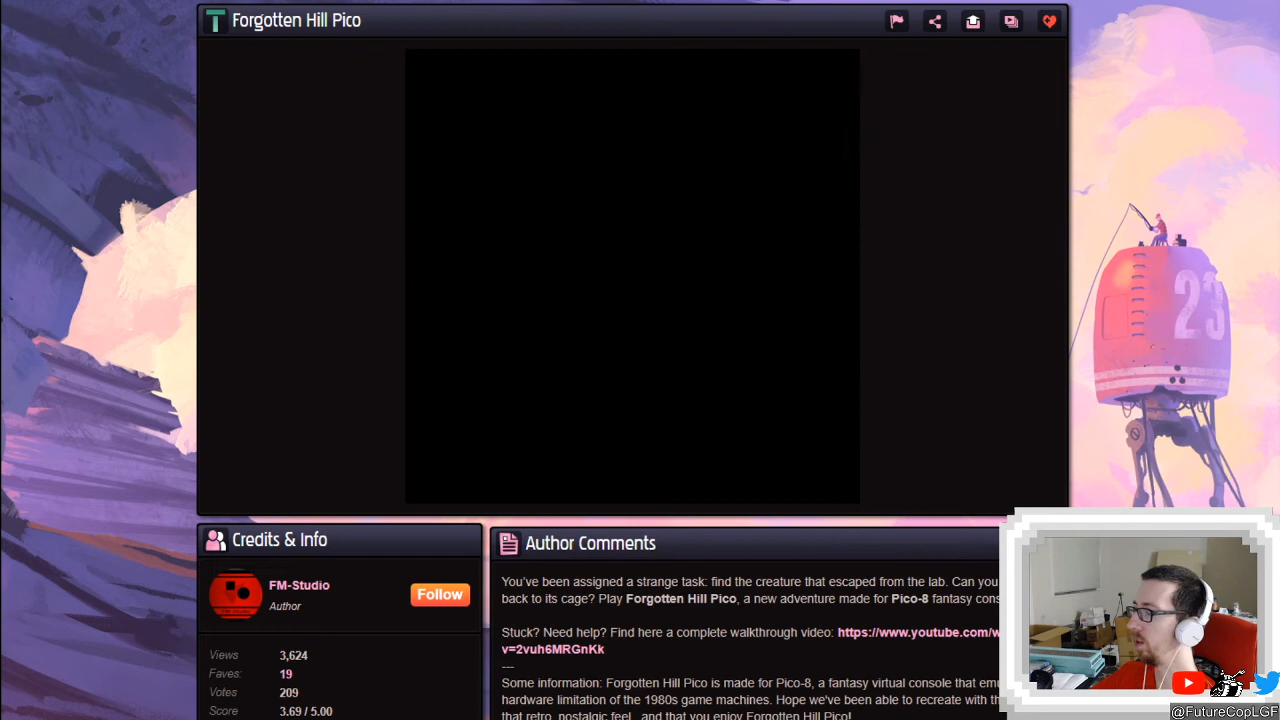 T Forgotten Hill Pico
23
Credits & Info
FM-Studio
Author
Follow
Views 3,624
Faves: 19
Votes 209
Score 3.69 / 5.00
Author Comments
You've been assigned a strange task: find the creature that escaped from the lab. Can you
back to its cage? Play Forgotten Hill Pico, a new adventure made for Pico-8 fantasy
Stuck? Need help? Find here a complete walkthrough video: https://www.youtube.com/
v=2vuh6MRGnKk
---
Some information: Forgotten Hill Pico is made for Pico-8, a fantasy virtual console that
hardware limitation of the 1980s game machines. Hope we've been able to recreate with
that retro, nostalgic feel, and that you enjoy Forgotten Hill Pico!
@FutureCopLGF